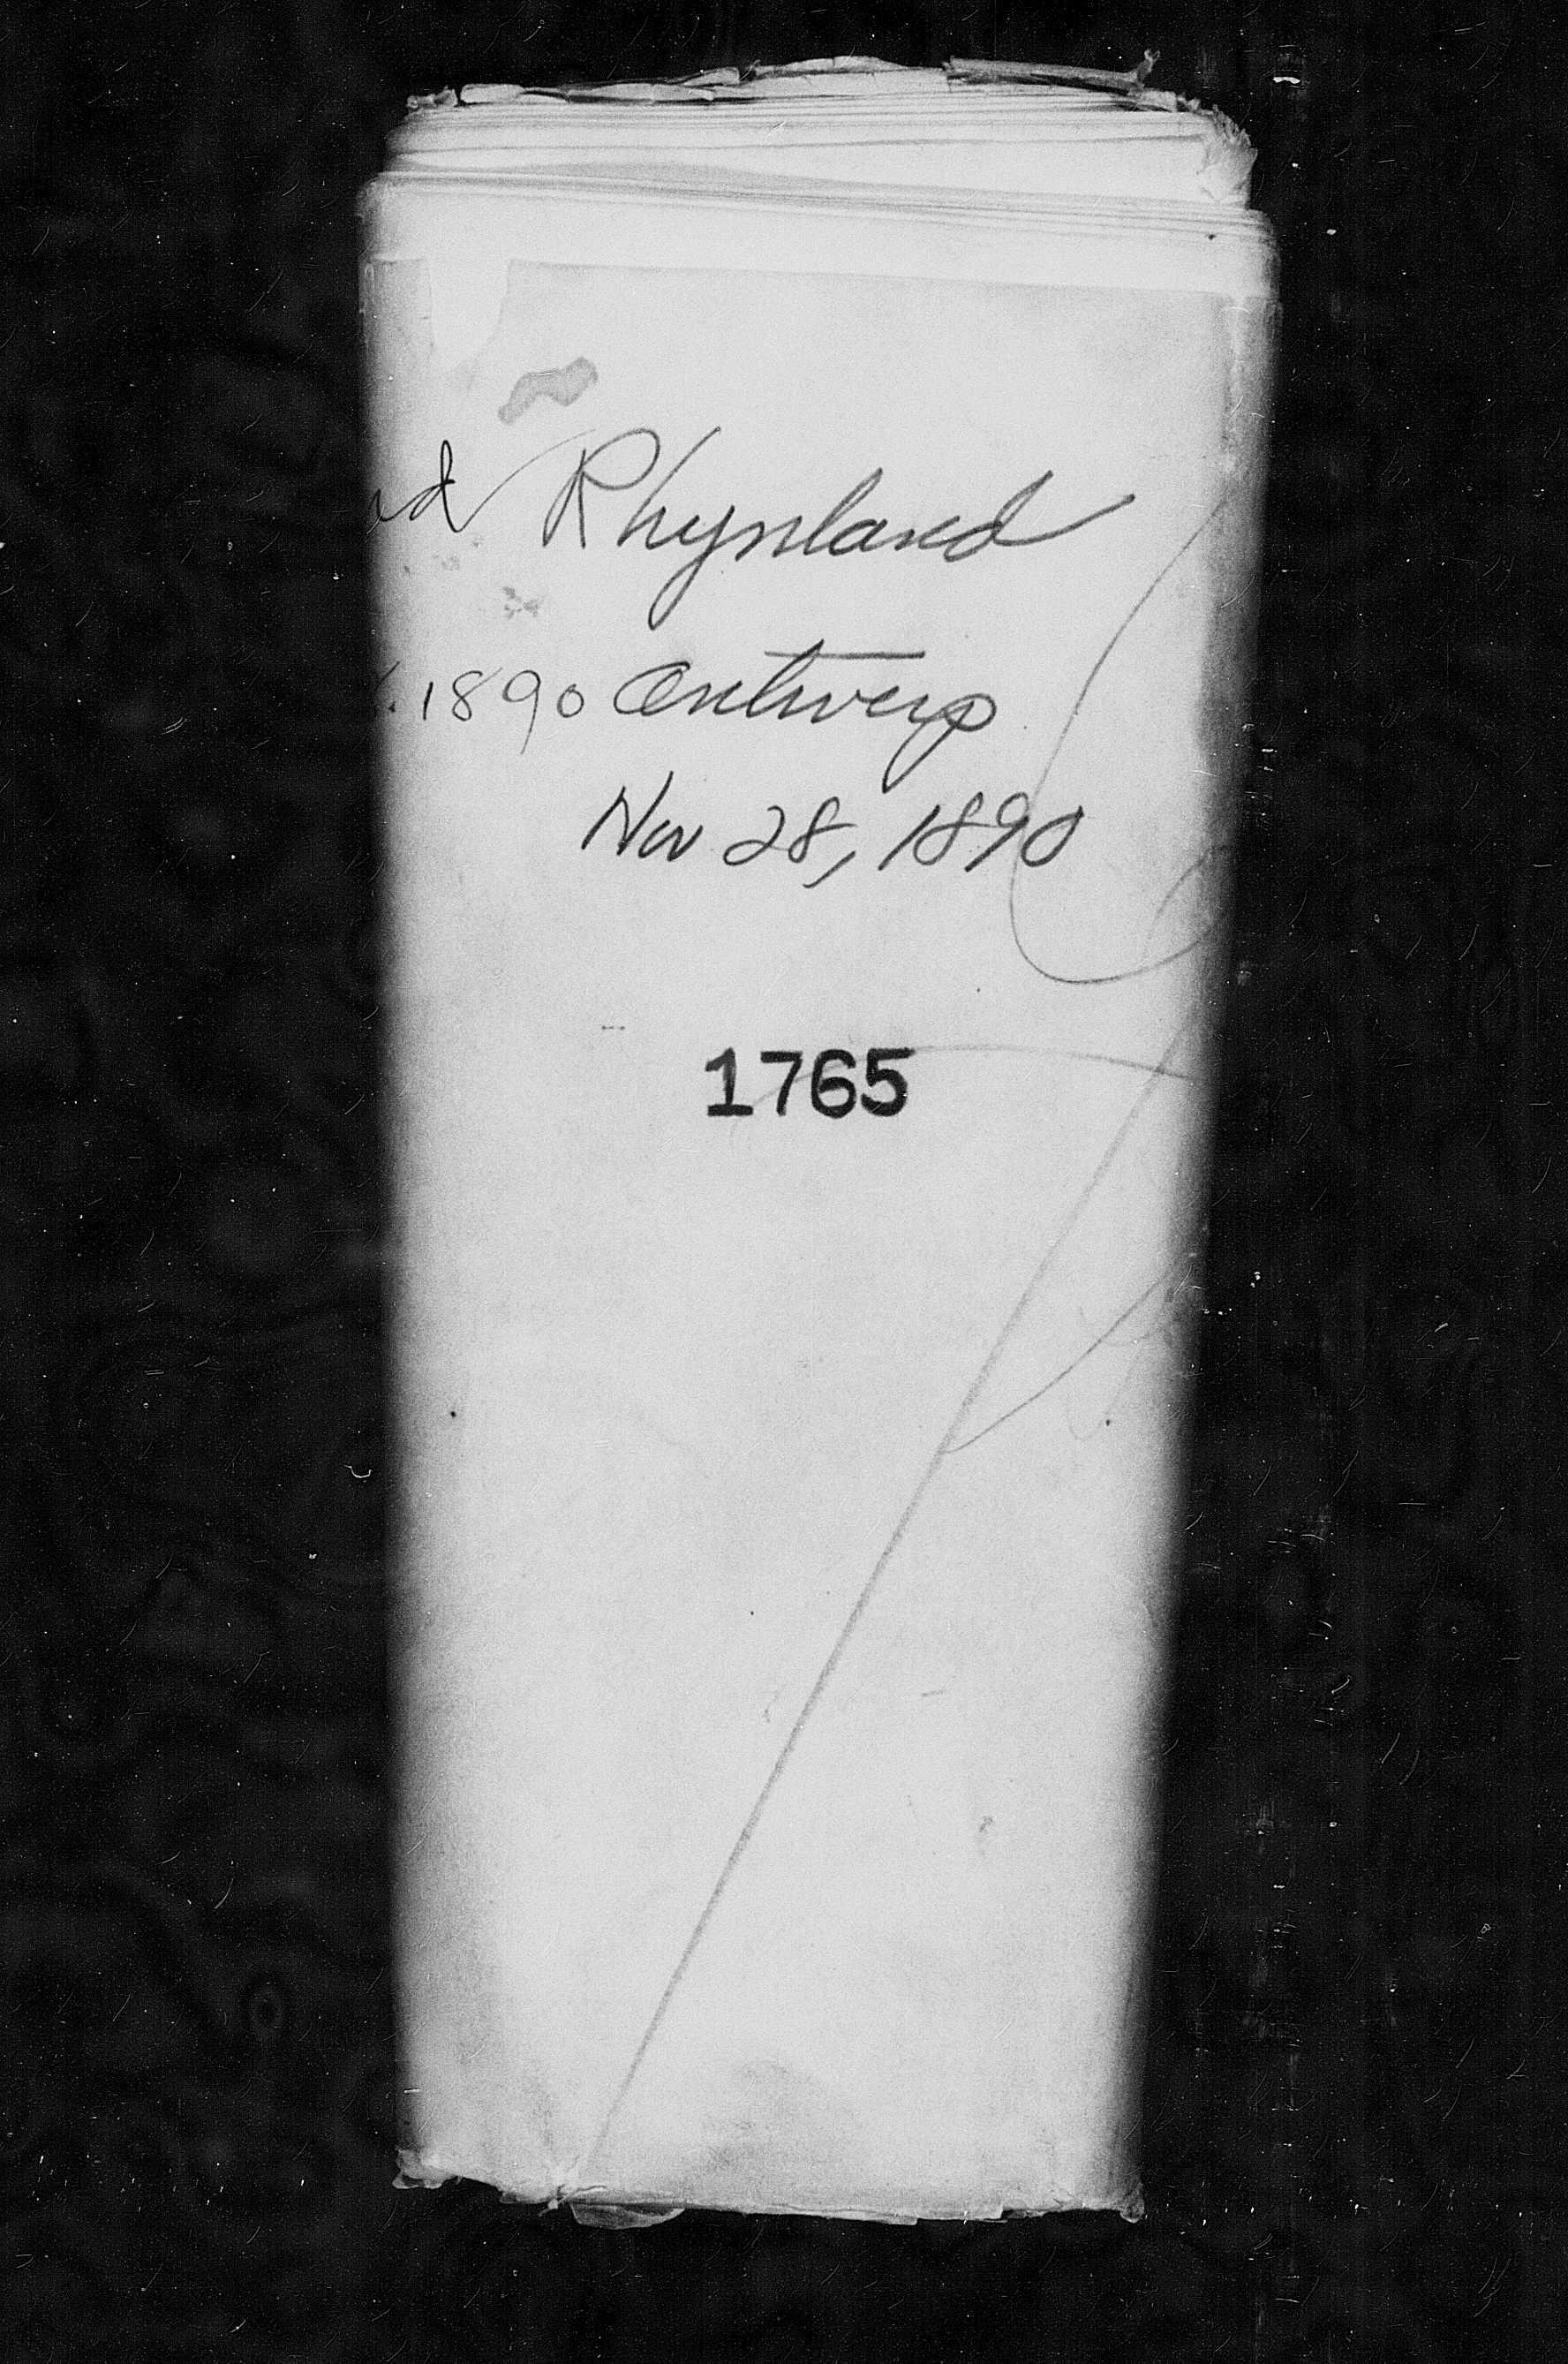 d Rhynland
. 1890 Antwerp
Nov 28, 1890
1765